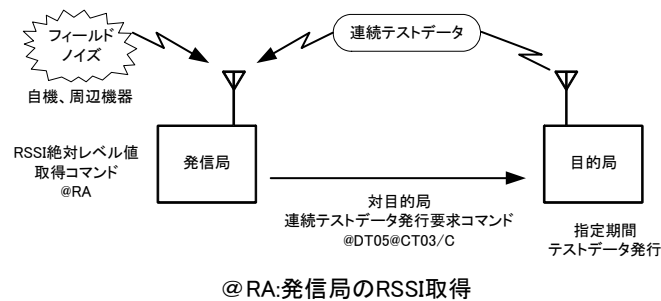 フィールド
ノイズ
連続テストデータ
自機、周辺機器
RSSI絶対レベル値
取得コマンド
@RA
発信局
目的局
対目的局
連続テストデータ発行要求コマンド
@DT05@CT03/C
指定期間
テストデータ発行
@RA:発信局のRSSI取得